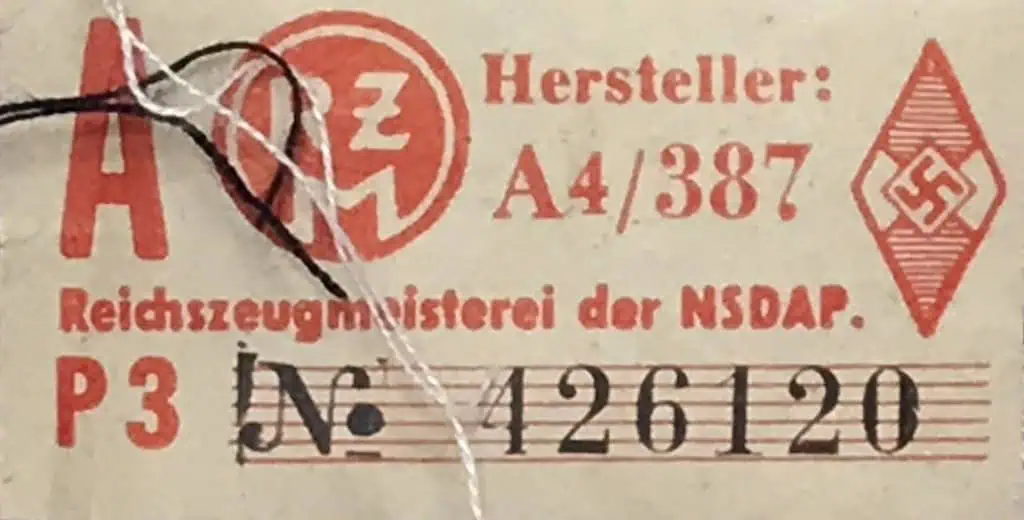 A RZM Hersteller:
A4/387
Reichszeugmeisterei der NSDAP.
P3 № 426120